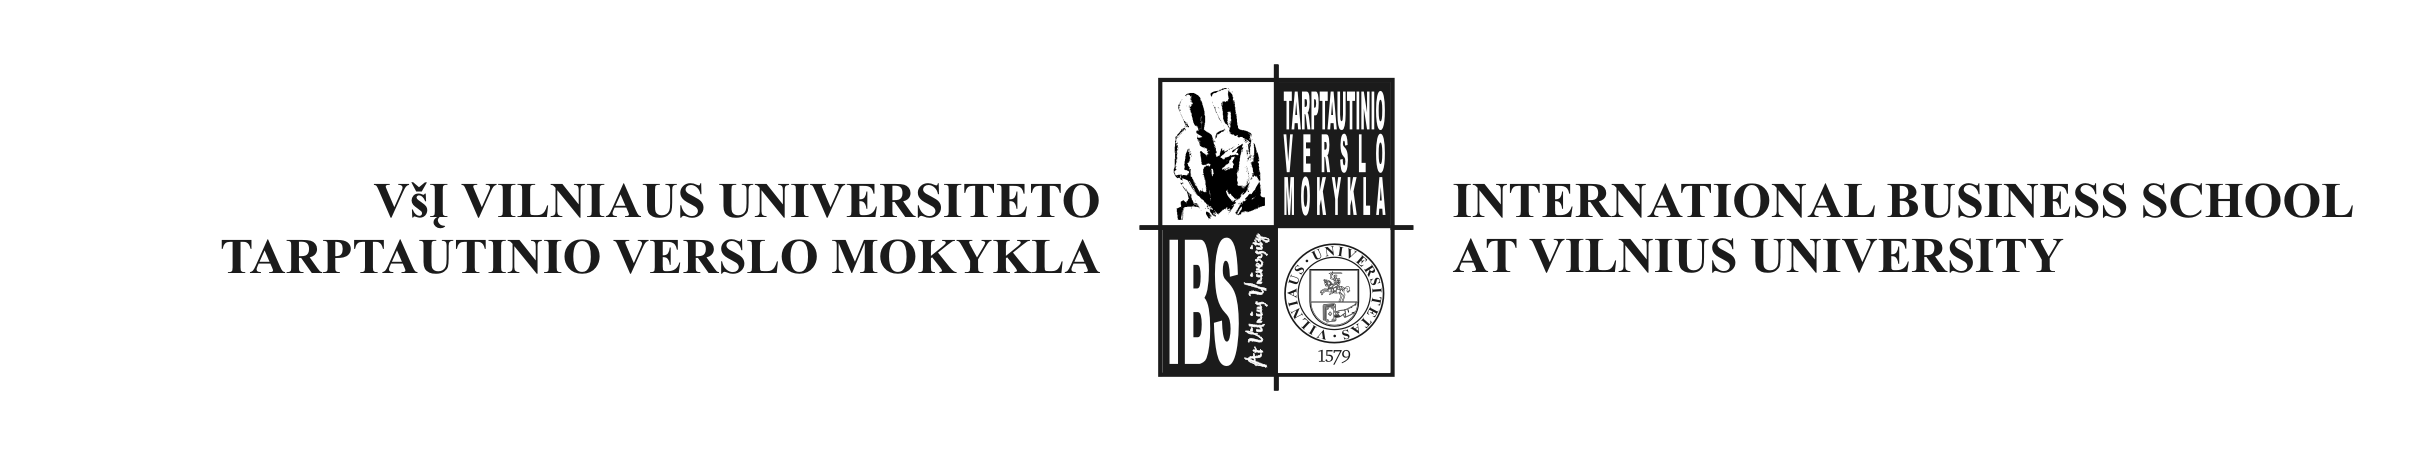 VšĮ VILNIAUS UNIVERSITETO
TARPTAUTINIO VERSLO MOKYKLA
TARPTAUTINIO
VERSLO
MOKYKLA
IBS
At Vilnius University
VILNIAUS · UNIVERSITETAS ·
1579
INTERNATIONAL BUSINESS SCHOOL
AT VILNIUS UNIVERSITY